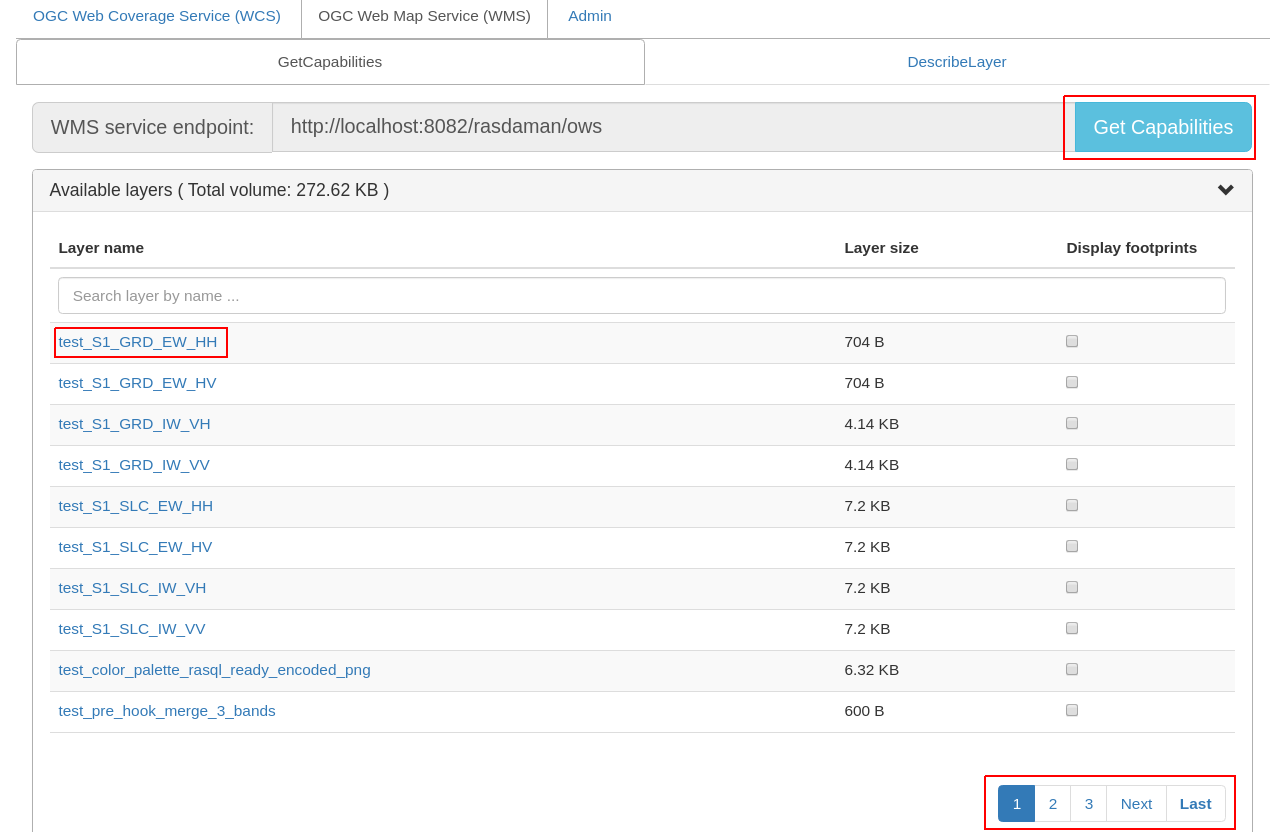 OGC Web Coverage Service (WCS) OGC Web Map Service (WMS) Admin
GetCapabilities DescribeLayer
WMS service endpoint: http://localhost:8082/rasdaman/ows Get Capabilities
Available layers ( Total volume: 272.62 KB )
Layer name Layer size Display footprints
Search layer by name ...
test_S1_GRD_EW_HH 704 B
test_S1_GRD_EW_HV 704 B
test_S1_GRD_IW_VH 4.14 KB
test_S1_GRD_IW_VV 4.14 KB
test_S1_SLC_EW_HH 7.2 KB
test_S1_SLC_EW_HV 7.2 KB
test_S1_SLC_IW_VH 7.2 KB
test_S1_SLC_IW_VV 7.2 KB
test_color_palette_rasql_ready_encoded_png 6.32 KB
test_pre_hook_merge_3_bands 600 B
1 2 3 Next Last